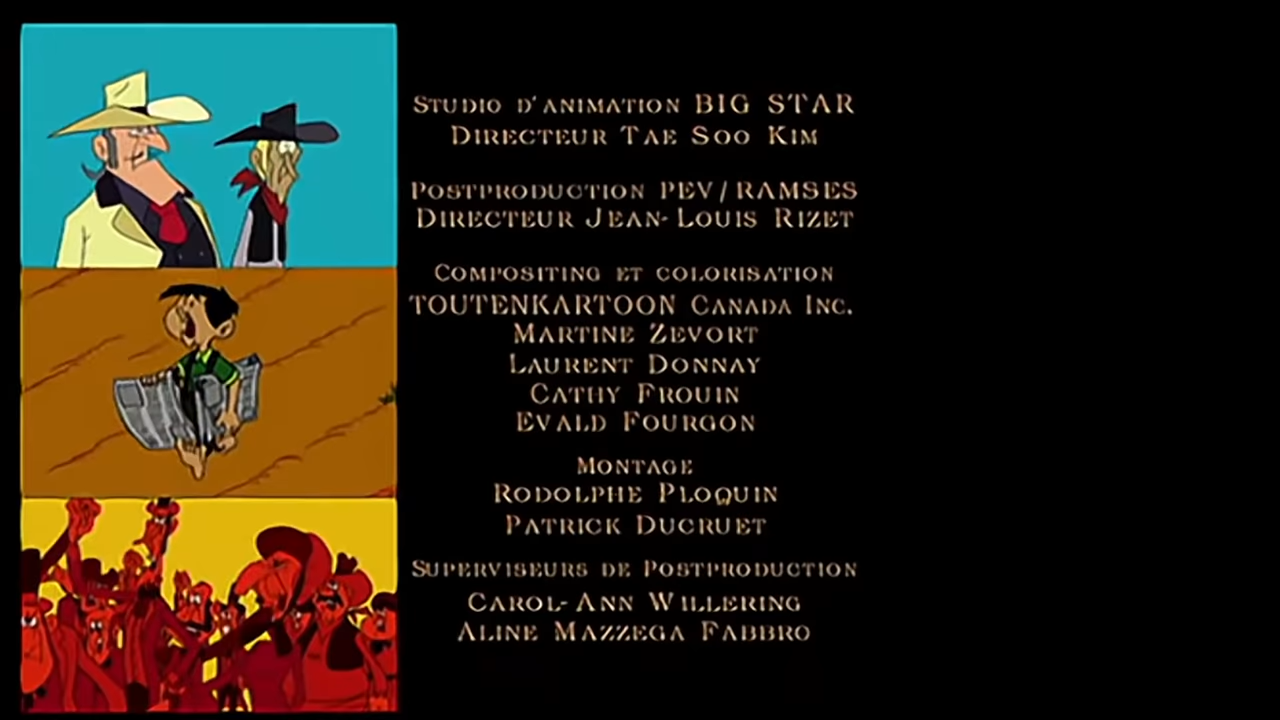 Studio d'animation BIG STAR
Directeur Tae Soo Kim
Postproduction PEV/RAMSES
Directeur Jean-Louis Rizet
Compositing et colorisation
TOUTENKARTOON Canada Inc.
Martine Zevort
Laurent Donnay
Cathy Frouin
Evald Fourgon
Montage
Rodolphe Ploquin
Patrick Ducruet
Superviseurs de Postproduction
Carol-Ann Willering
Aline Mazzega Fabbro